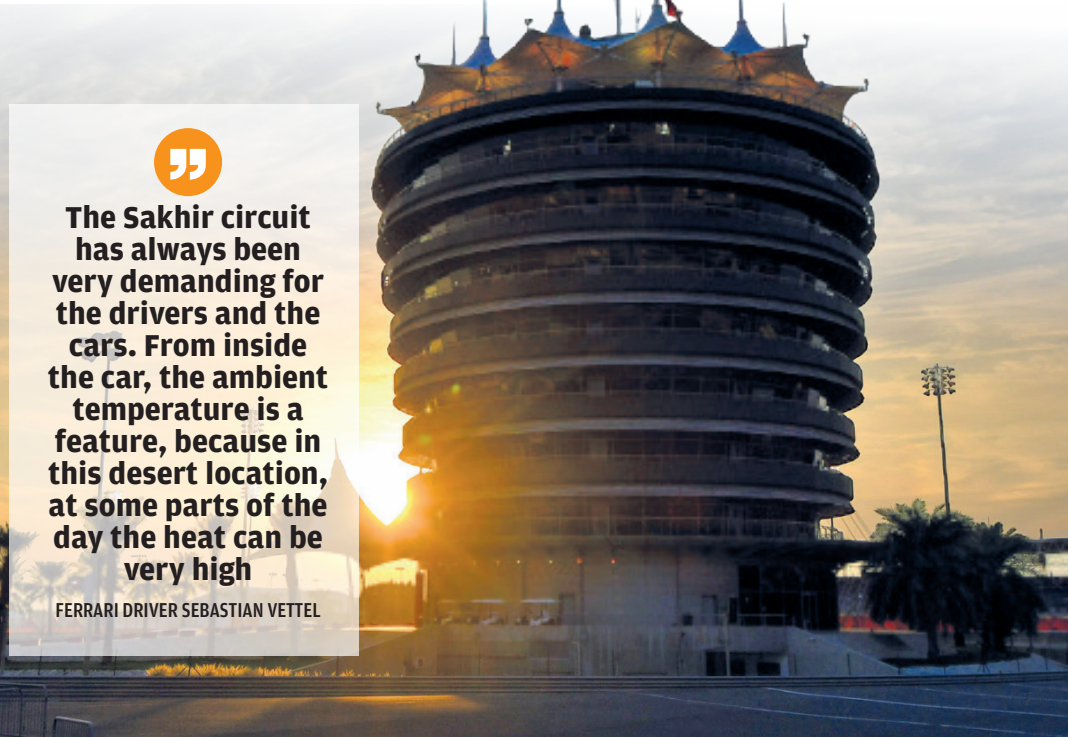 The Sakhir circuit
has always been
very demanding for
the drivers and the
cars. From inside
the car, the ambient
temperature is a
feature, because in
this desert location,
at some parts of the
day the heat can be
very high
FERRARI DRIVER SEBASTIAN VETTEL